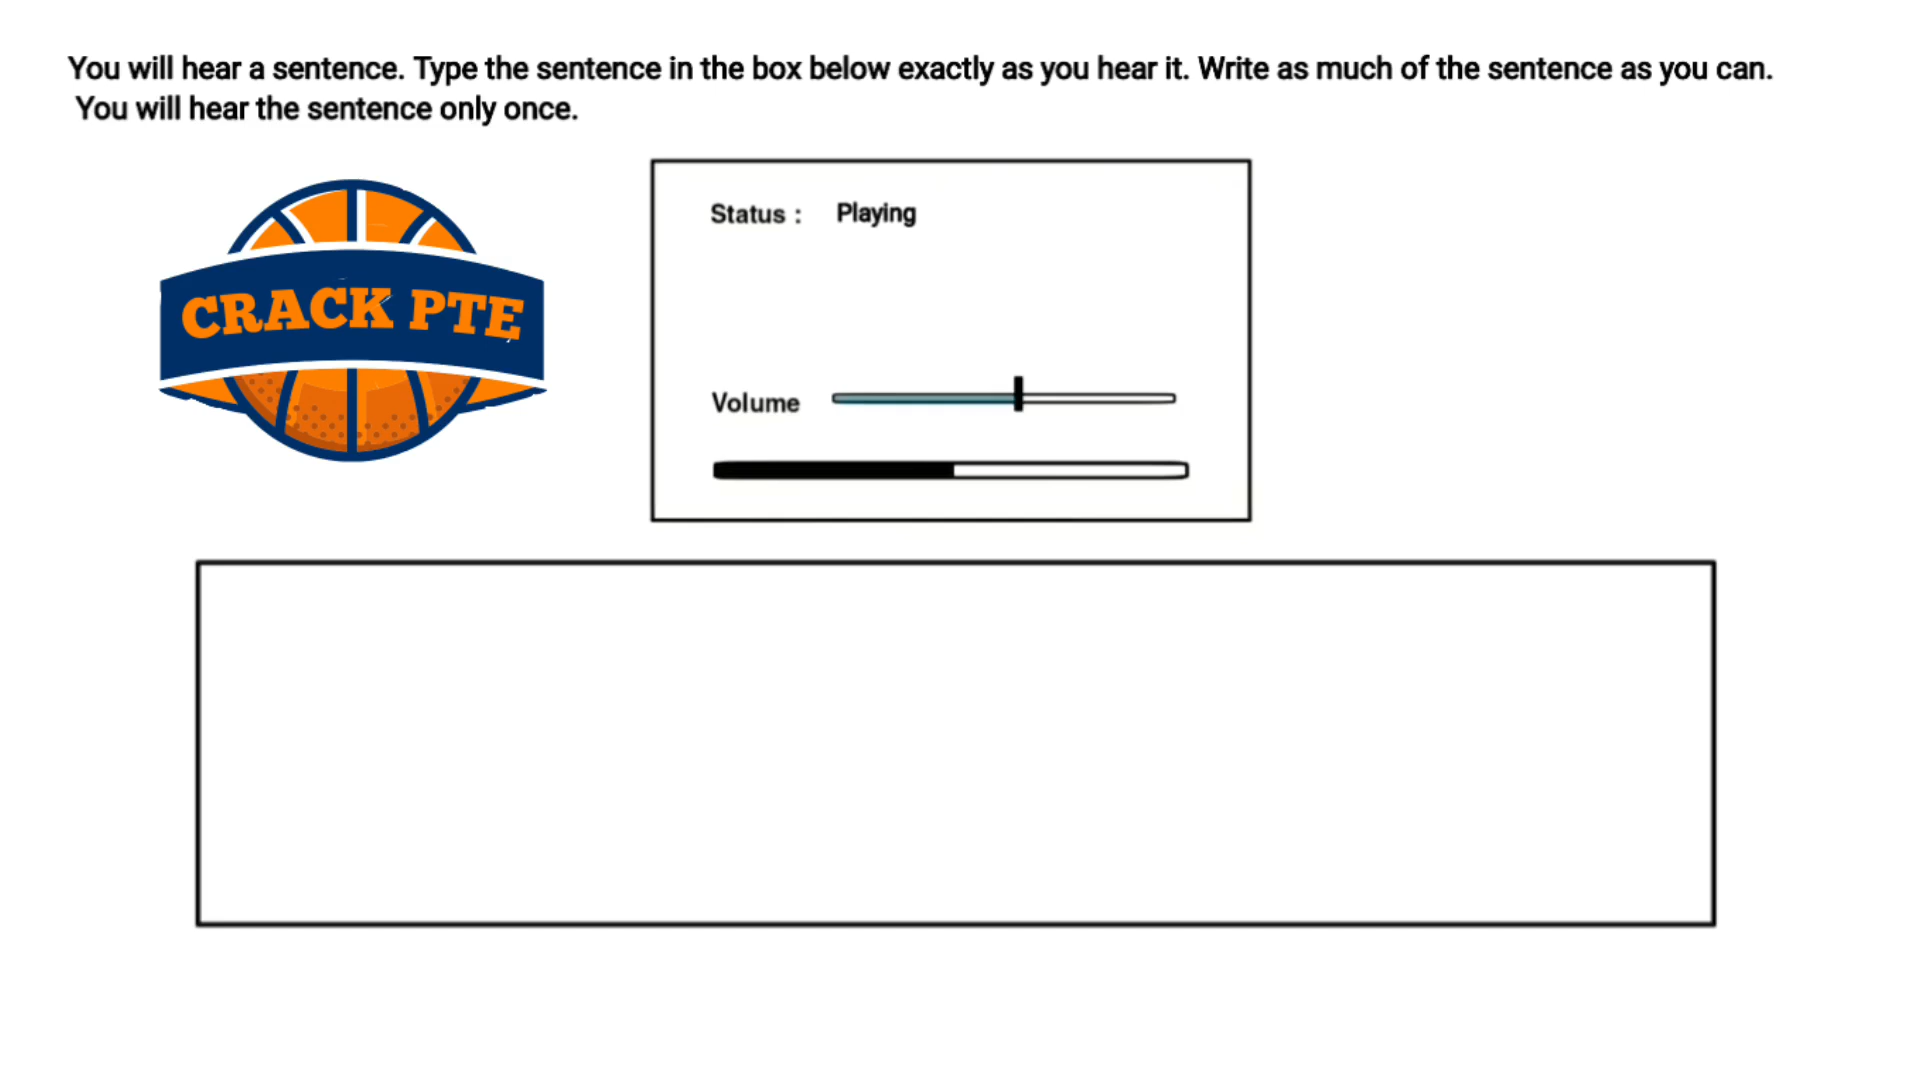 You will hear a sentence. Type the sentence in the box below exactly as you hear it. Write as much of the sentence as you can.
You will hear the sentence only once.
CRACK PTE
Status : Playing
Volume